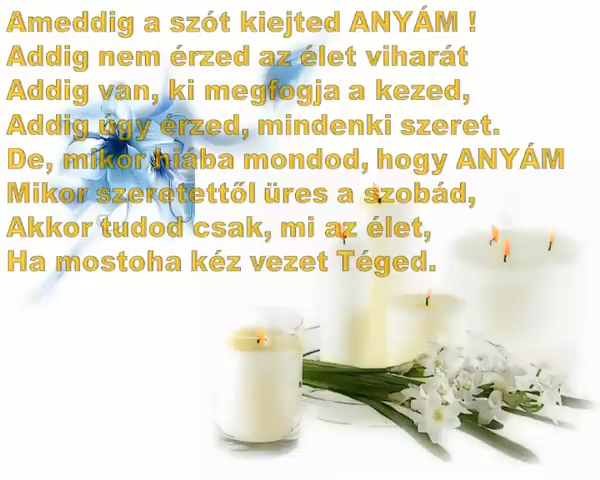 Ameddig a szót kiejted ANYÁM !
Addig nem érzed az élet viharát
Addig van, ki megfogja a kezed,
Addig úgy érzed, mindenki szeret.
De, mikor hiába mondod, hogy ANYÁM
Mikor szeretettől üres a szobád,
Akkor tudod csak, mi az élet,
Ha mostoha kéz vezet Téged.